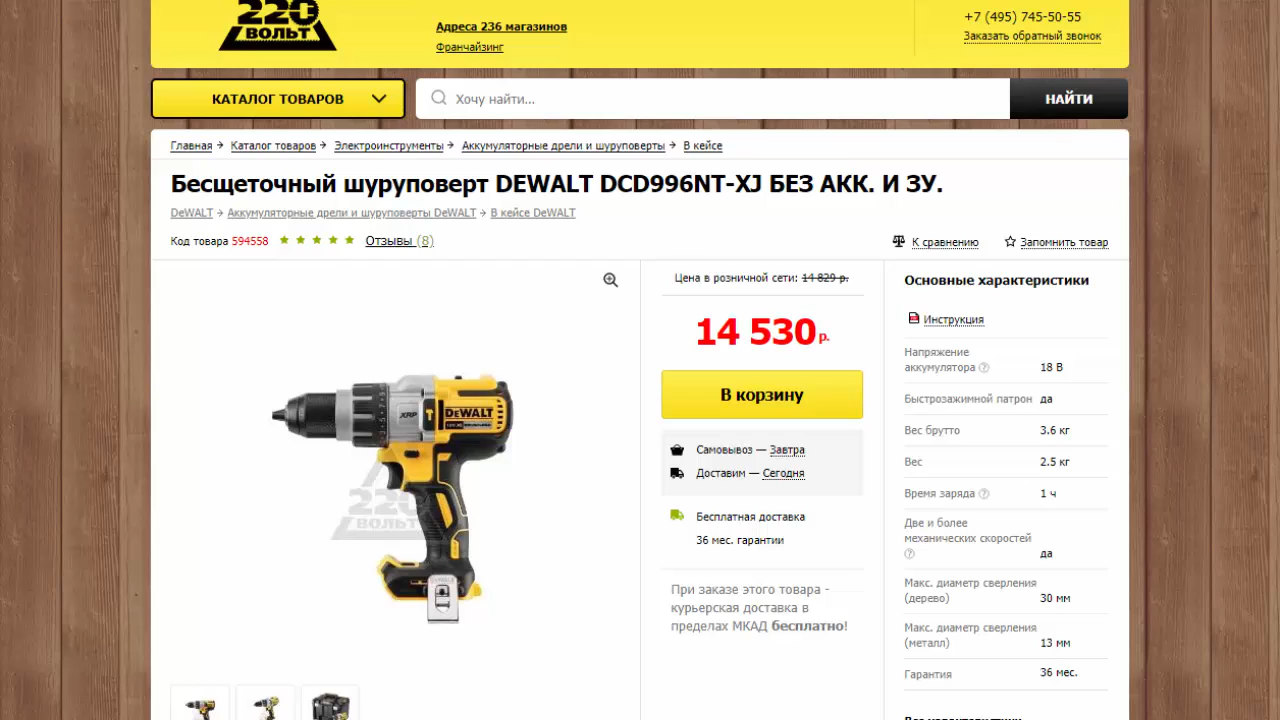 220
ВОЛЬТ
Адреса 236 магазинов
Франчайзинг
+7 (495) 745-50-55
Заказать обратный звонок
КАТАЛОГ ТОВАРОВ
Хочу найти...
НАЙТИ
Главная → Каталог товаров → Электроинструменты → Аккумуляторные дрели и шуруповерты → В кейсе
Бесщеточный шуруповерт DEWALT DCD996NT-XJ БЕЗ АКК. И ЗУ.
DeWALT → Аккумуляторные дрели и шуруповерты DeWALT → В кейсе DeWALT
Код товара 594558
Отзывы (8)
К сравнению
Запомнить товар
XRP
DEWALT
220
ВОЛЬТ
Цена в розничной сети: 14 829 р.
14 530 р.
В корзину
Самовывоз — Завтра
Доставим — Сегодня
Бесплатная доставка
36 мес. гарантии
При заказе этого товара -
курьерская доставка в
пределах МКАД бесплатно!
Основные характеристики
Инструкция
Напряжение
аккумулятора ? 18 В
Быстрозажимной патрон да
Вес брутто 3.6 кг
Вес 2.5 кг
Время заряда ? 1 ч
Две и более
механических скоростей
? да
Макс. диаметр сверления
(дерево) 30 мм
Макс. диаметр сверления
(металл) 13 мм
Гарантия 36 мес.